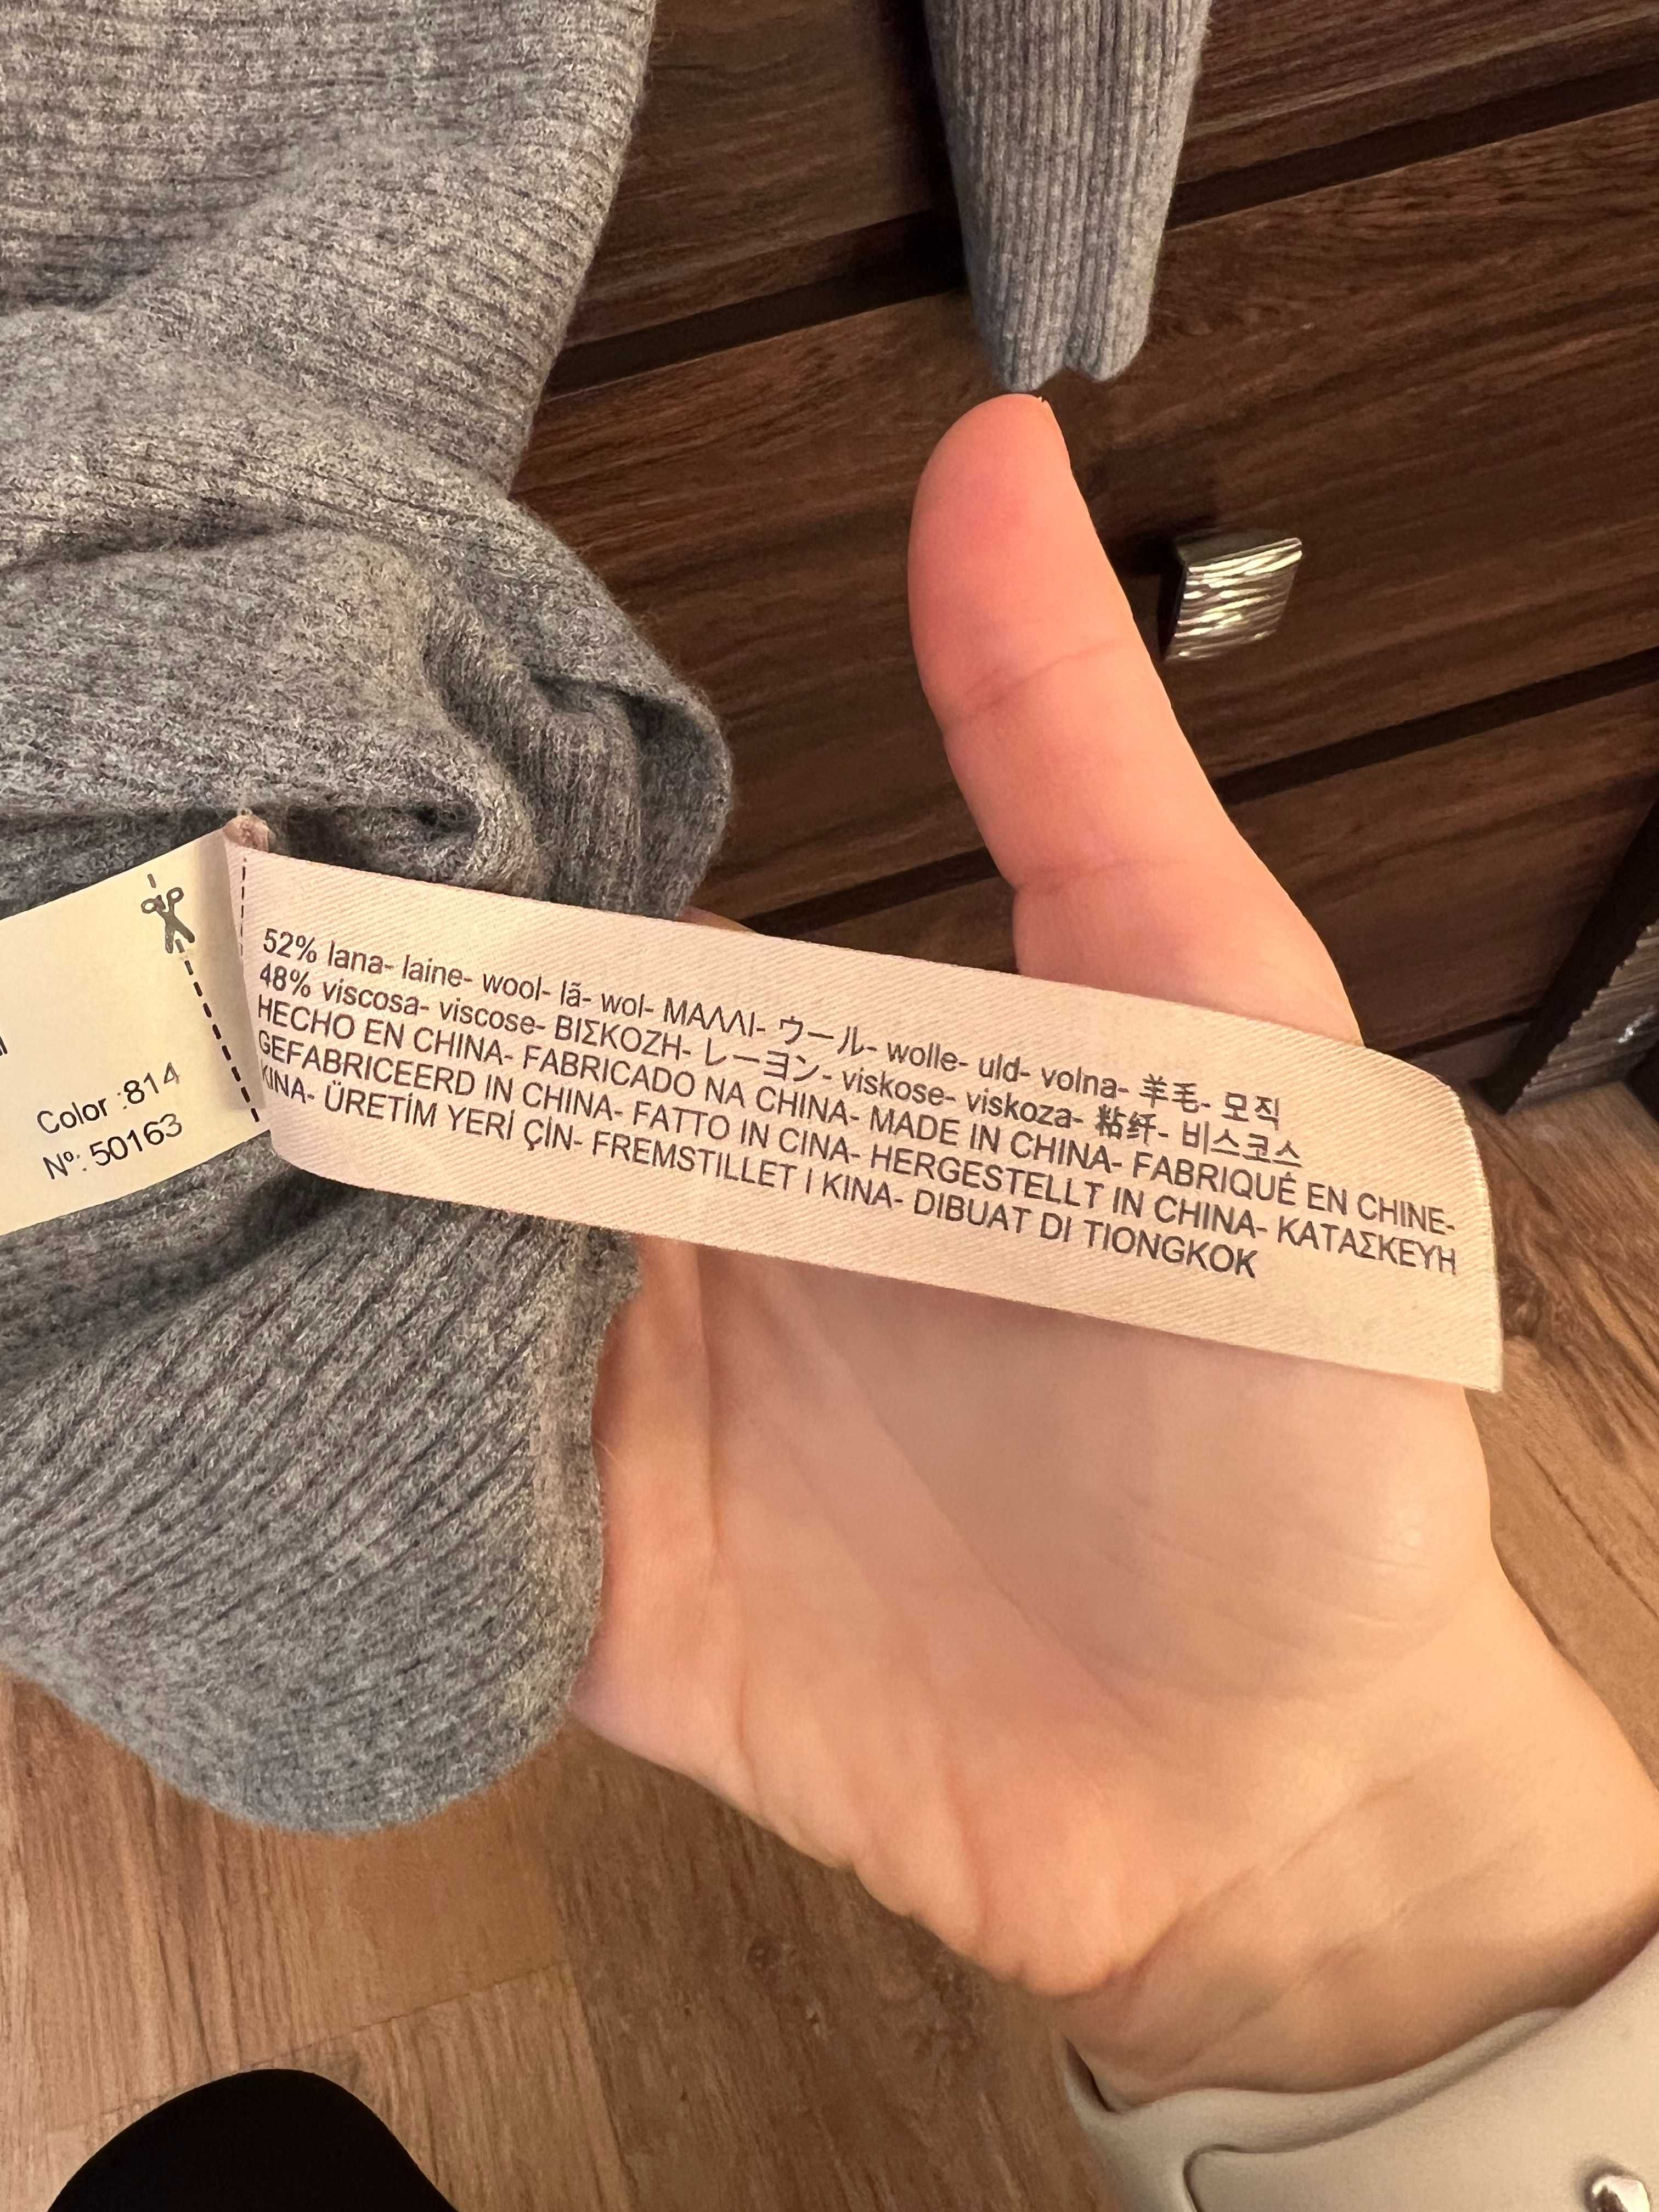 Color :814
Nº: 50163
52% lana- laine- wool- lã- wol- ΜΑΛΛΙ- ウール- wolle- uld- volna- 羊毛- 모직
48% viscosa- viscose- ΒΙΣΚΟΖΗ- レーヨン- viskose- viskoza- 粘纤- 비스코스
HECHO EN CHINA- FABRICADO NA CHINA- MADE IN CHINA- FABRIQUÉ EN CHINE-
GEFABRICEERD IN CHINA- FATTO IN CINA- HERGESTELLT IN CHINA- ΚΑΤΑΣΚΕΥΗ
ΚΙΝΑ- ÜRETİM YERİ ÇİN- FREMSTILLET I KINA- DIBUAT DI TIONGKOK